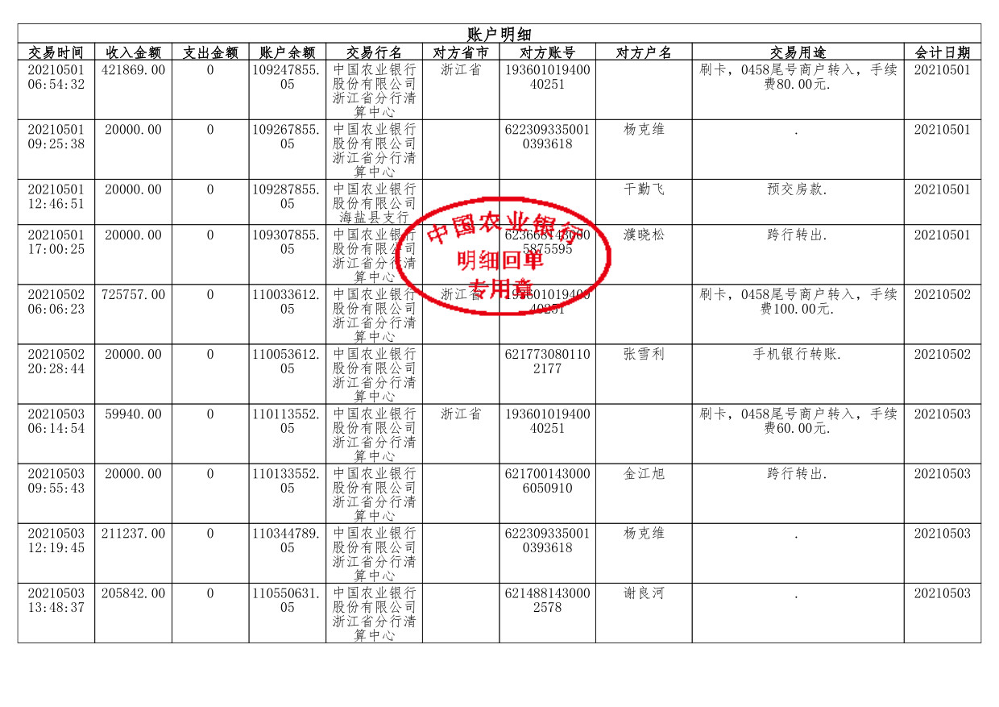 账户明细
交易时间 收入金额 支出金额 账户余额 交易行名 对方省市 对方账号 对方户名 交易用途 会计日期
20210501 421869.00 0 109247855. 中国农业银行 浙江省 193601019400 刷卡，0458尾号商户转入，手续 20210501
06:54:32 05 股份有限公司 40251 费80.00元.
浙江省分行清
算中心
20210501 20000.00 0 109267855. 中国农业银行 622309335001 杨克维 . 20210501
09:25:38 05 股份有限公司 0393618
浙江省分行清
算中心
20210501 20000.00 0 109287855. 中国农业银行 干勤飞 预交房款. 20210501
12:46:51 05 股份有限公司
海盐县支行
20210501 20000.00 0 109307855. 中国农业银行 濮晓松 跨行转出. 20210501
17:00:25 05 股份有限公司 5875595
浙江省分行清
算中心
中国农业银行
明细回单
专用章
20210502 725757.00 0 110033612. 中国农业银行 浙江省 193601019400 刷卡，0458尾号商户转入，手续 20210502
06:06:23 05 股份有限公司 40251 费100.00元.
浙江省分行清
算中心
20210502 20000.00 0 110053612. 中国农业银行 621773080110 张雪利 手机银行转账. 20210502
20:28:44 05 股份有限公司 2177
浙江省分行清
算中心
20210503 59940.00 0 110113552. 中国农业银行 浙江省 193601019400 刷卡，0458尾号商户转入，手续 20210503
06:14:54 05 股份有限公司 40251 费60.00元.
浙江省分行清
算中心
20210503 20000.00 0 110133552. 中国农业银行 621700143000 金江旭 跨行转出. 20210503
09:55:43 05 股份有限公司 6050910
浙江省分行清
算中心
20210503 211237.00 0 110344789. 中国农业银行 622309335001 杨克维 . 20210503
12:19:45 05 股份有限公司 0393618
浙江省分行清
算中心
20210503 205842.00 0 110550631. 中国农业银行 621488143000 谢良河 . 20210503
13:48:37 05 股份有限公司 2578
浙江省分行清
算中心